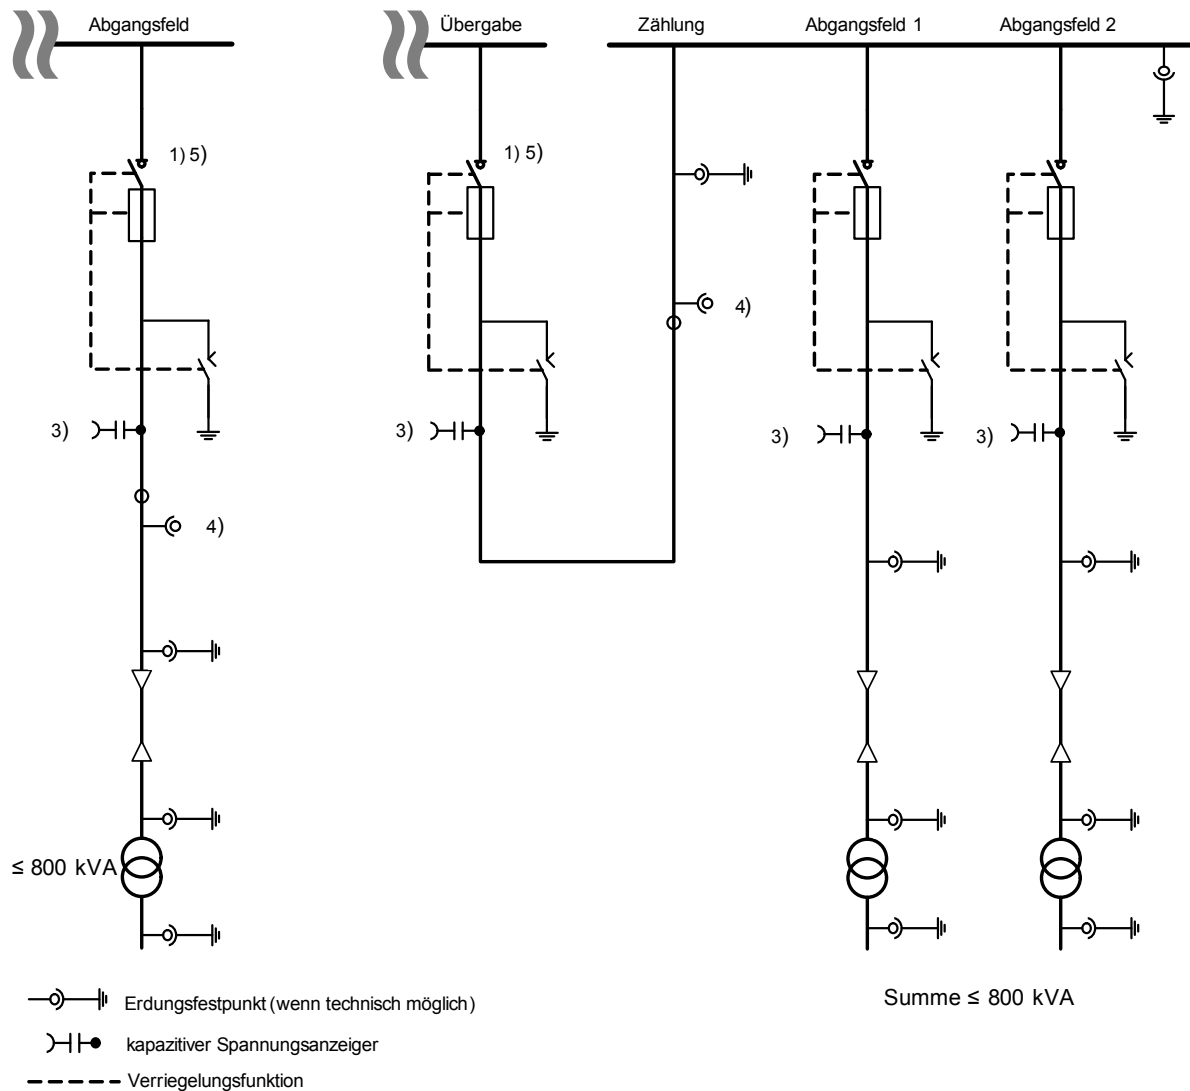 Abgangsfeld
Übergabe
Zählung
Abgangsfeld 1
Abgangsfeld 2
1) 5)
1) 5)
4)
3)
3)
3)
3)
4)
≤ 800 kVA
Summe ≤ 800 kVA
Erdungsfestpunkt (wenn technisch möglich)
kapazitiver Spannungsanzeiger
Verriegelungsfunktion